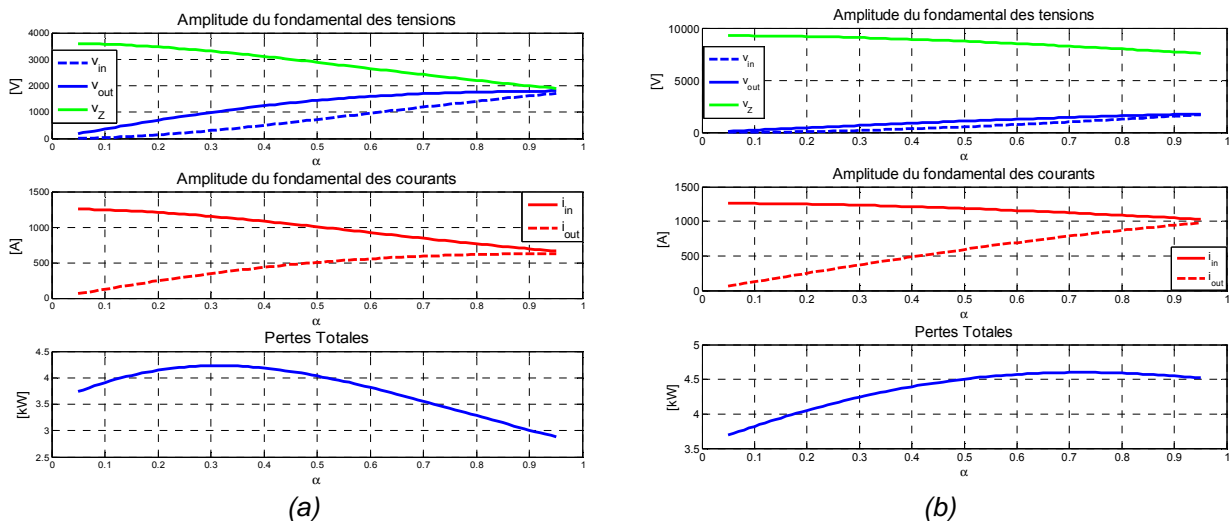 Amplitude du fondamental des tensions
4000
3000
2000
1000
0
[V]
v_in
v_out
v_Z
0 0.1 0.2 0.3 0.4 0.5 0.6 0.7 0.8 0.9 1
α
Amplitude du fondamental des courants
1500
1000
500
0
[A]
i_in
i_out
0 0.1 0.2 0.3 0.4 0.5 0.6 0.7 0.8 0.9 1
α
Pertes Totales
4.5
4
3.5
3
2.5
[kW]
0 0.1 0.2 0.3 0.4 0.5 0.6 0.7 0.8 0.9 1
α
(a)
Amplitude du fondamental des tensions
10000
5000
0
[V]
v_in
v_out
v_Z
0 0.1 0.2 0.3 0.4 0.5 0.6 0.7 0.8 0.9 1
α
Amplitude du fondamental des courants
1500
1000
500
0
[A]
i_in
i_out
0 0.1 0.2 0.3 0.4 0.5 0.6 0.7 0.8 0.9 1
α
Pertes Totales
5
4.5
4
3.5
[kW]
0 0.1 0.2 0.3 0.4 0.5 0.6 0.7 0.8 0.9 1
α
(b)